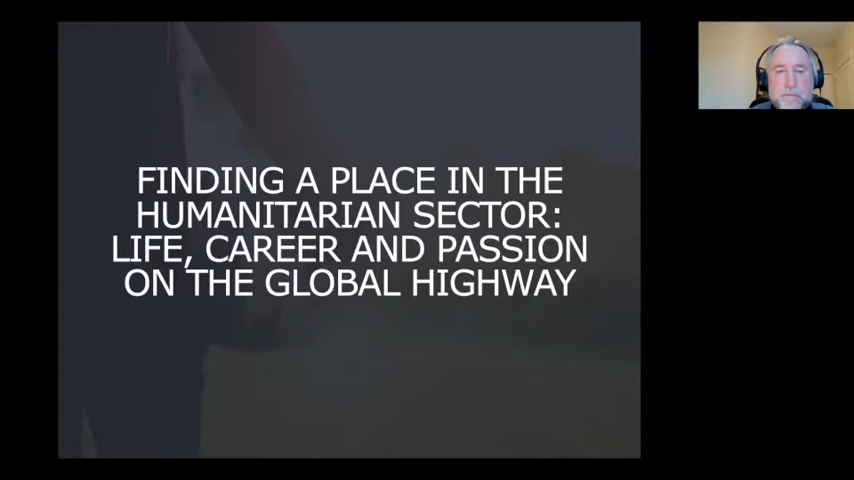 FINDING A PLACE IN THE
HUMANITARIAN SECTOR:
LIFE, CAREER AND PASSION
ON THE GLOBAL HIGHWAY